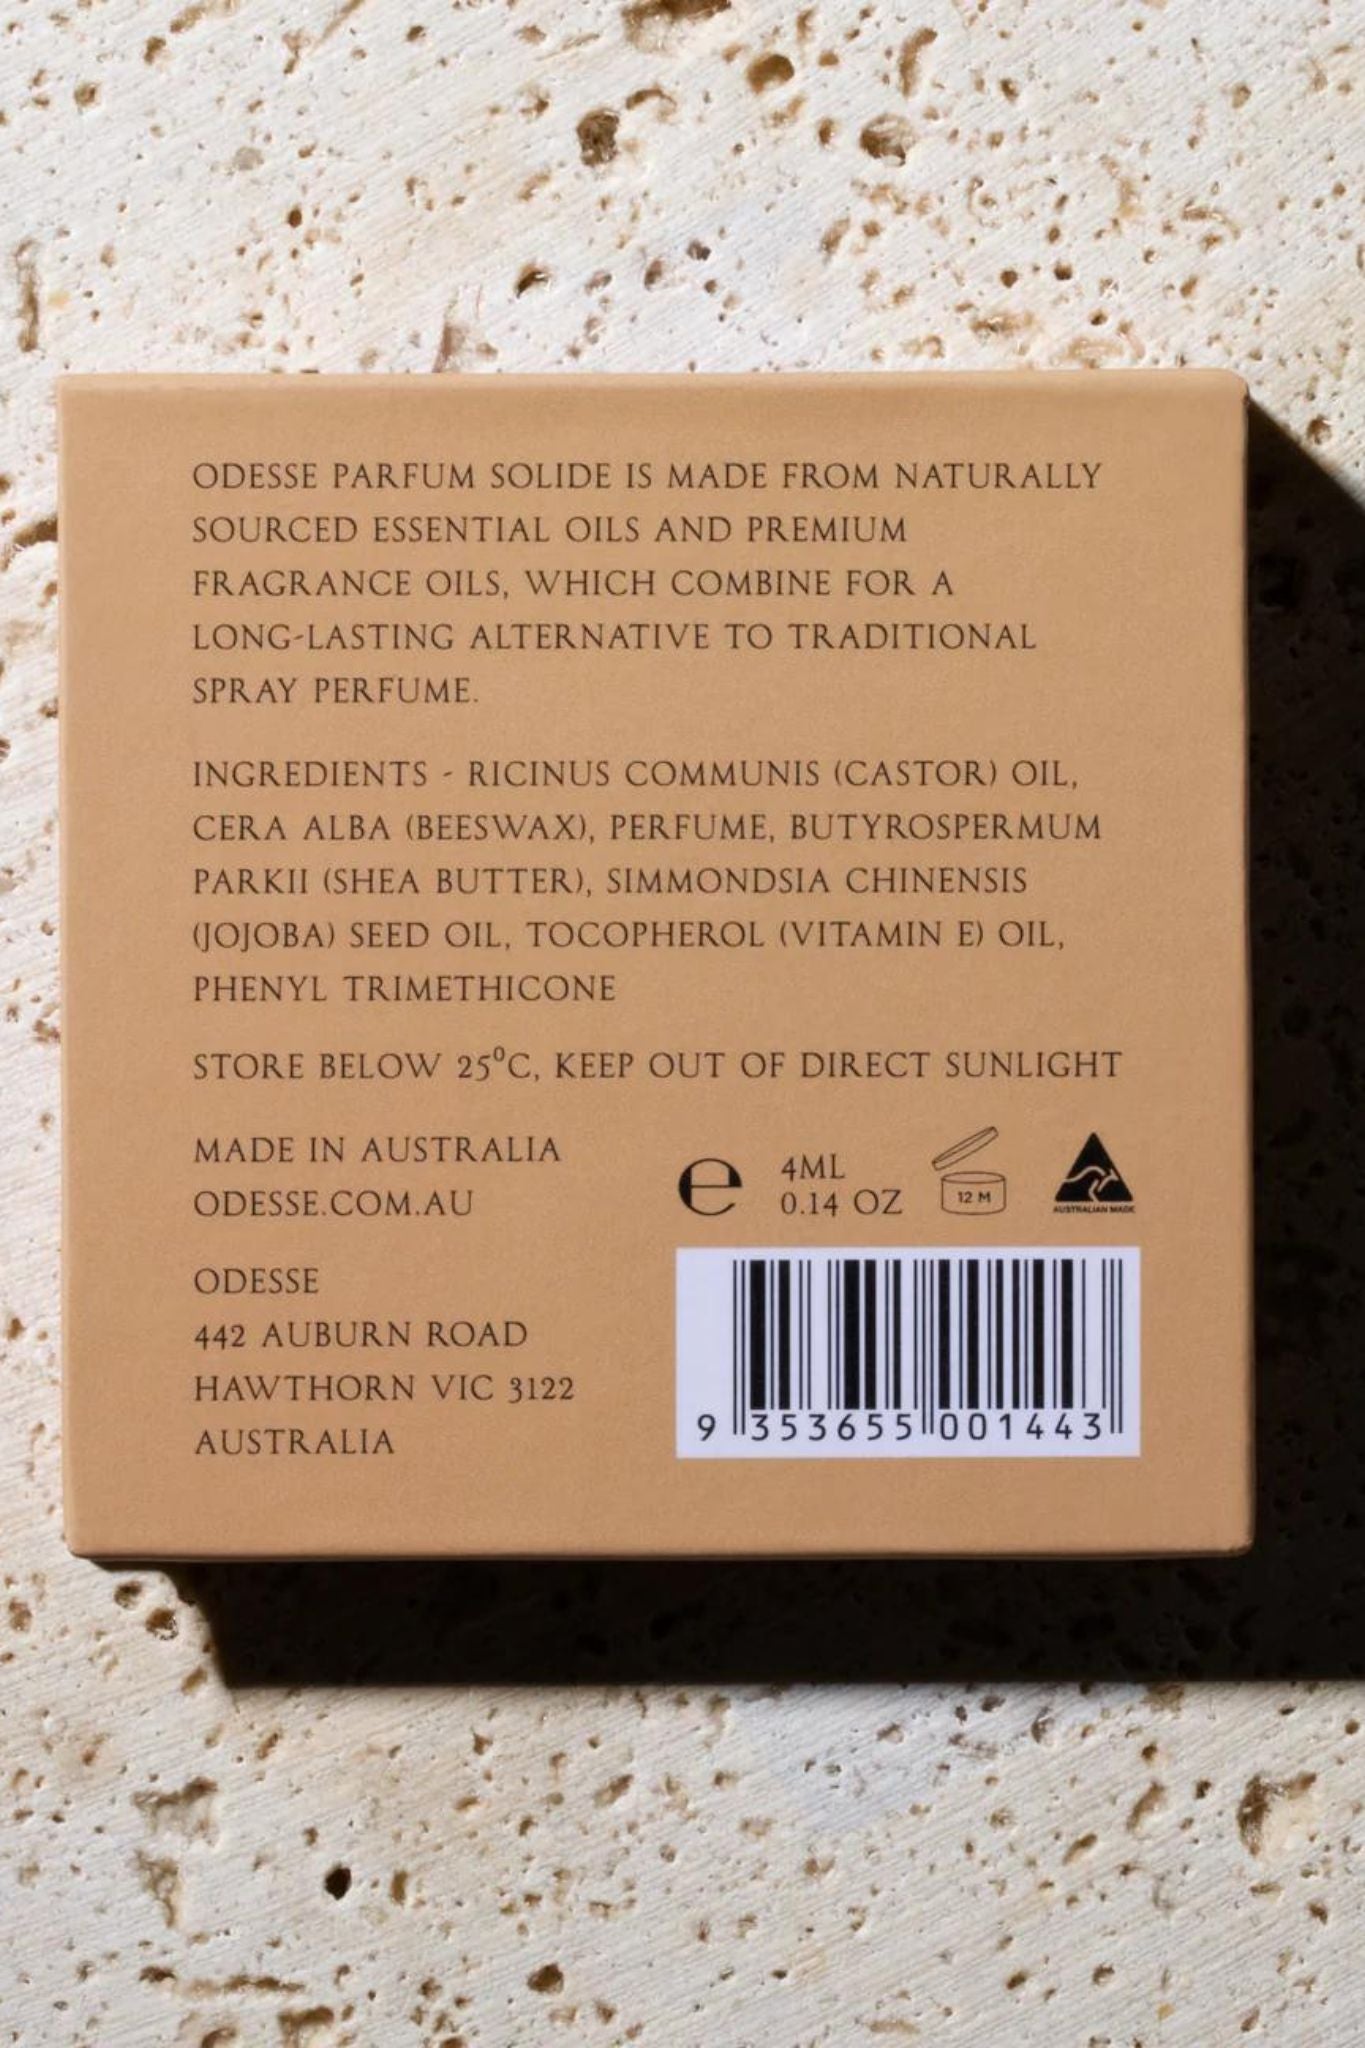 ODESSE PARFUM SOLIDE IS MADE FROM NATURALLY
SOURCED ESSENTIAL OILS AND PREMIUM
FRAGRANCE OILS, WHICH COMBINE FOR A
LONG-LASTING ALTERNATIVE TO TRADITIONAL
SPRAY PERFUME.
INGREDIENTS - RICINUS COMMUNIS (CASTOR) OIL,
CERA ALBA (BEESWAX), PERFUME, BUTYROSPERMUM
PARKII (SHEA BUTTER), SIMMONDSIA CHINENSIS
(JOJOBA) SEED OIL, TOCOPHEROL (VITAMIN E) OIL,
PHENYL TRIMETHICONE
STORE BELOW 25⁰C, KEEP OUT OF DIRECT SUNLIGHT
MADE IN AUSTRALIA
ODESSE.COM.AU
ODESSE
442 AUBURN ROAD
HAWTHORN VIC 3122
AUSTRALIA
℮
4ML
0.14 OZ
12 M
AUSTRALIAN MADE
9 353655 001443